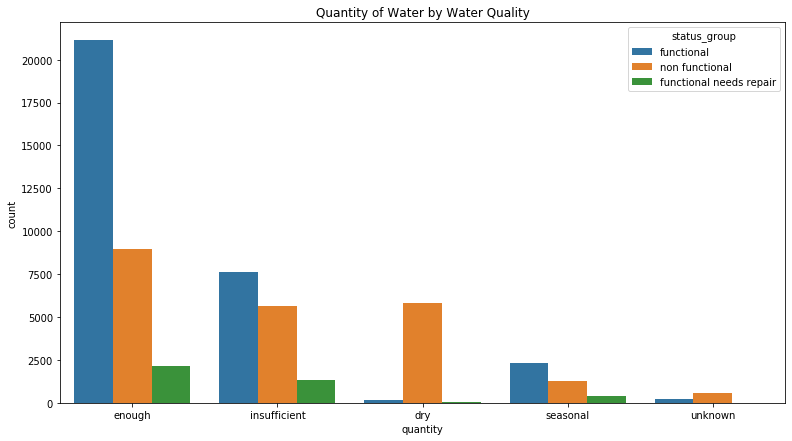 Quantity of Water by Water Quality
status_group
functional
non functional
functional needs repair
20000
17500
15000
12500
10000
7500
5000
2500
0
count
enough insufficient dry seasonal unknown
quantity